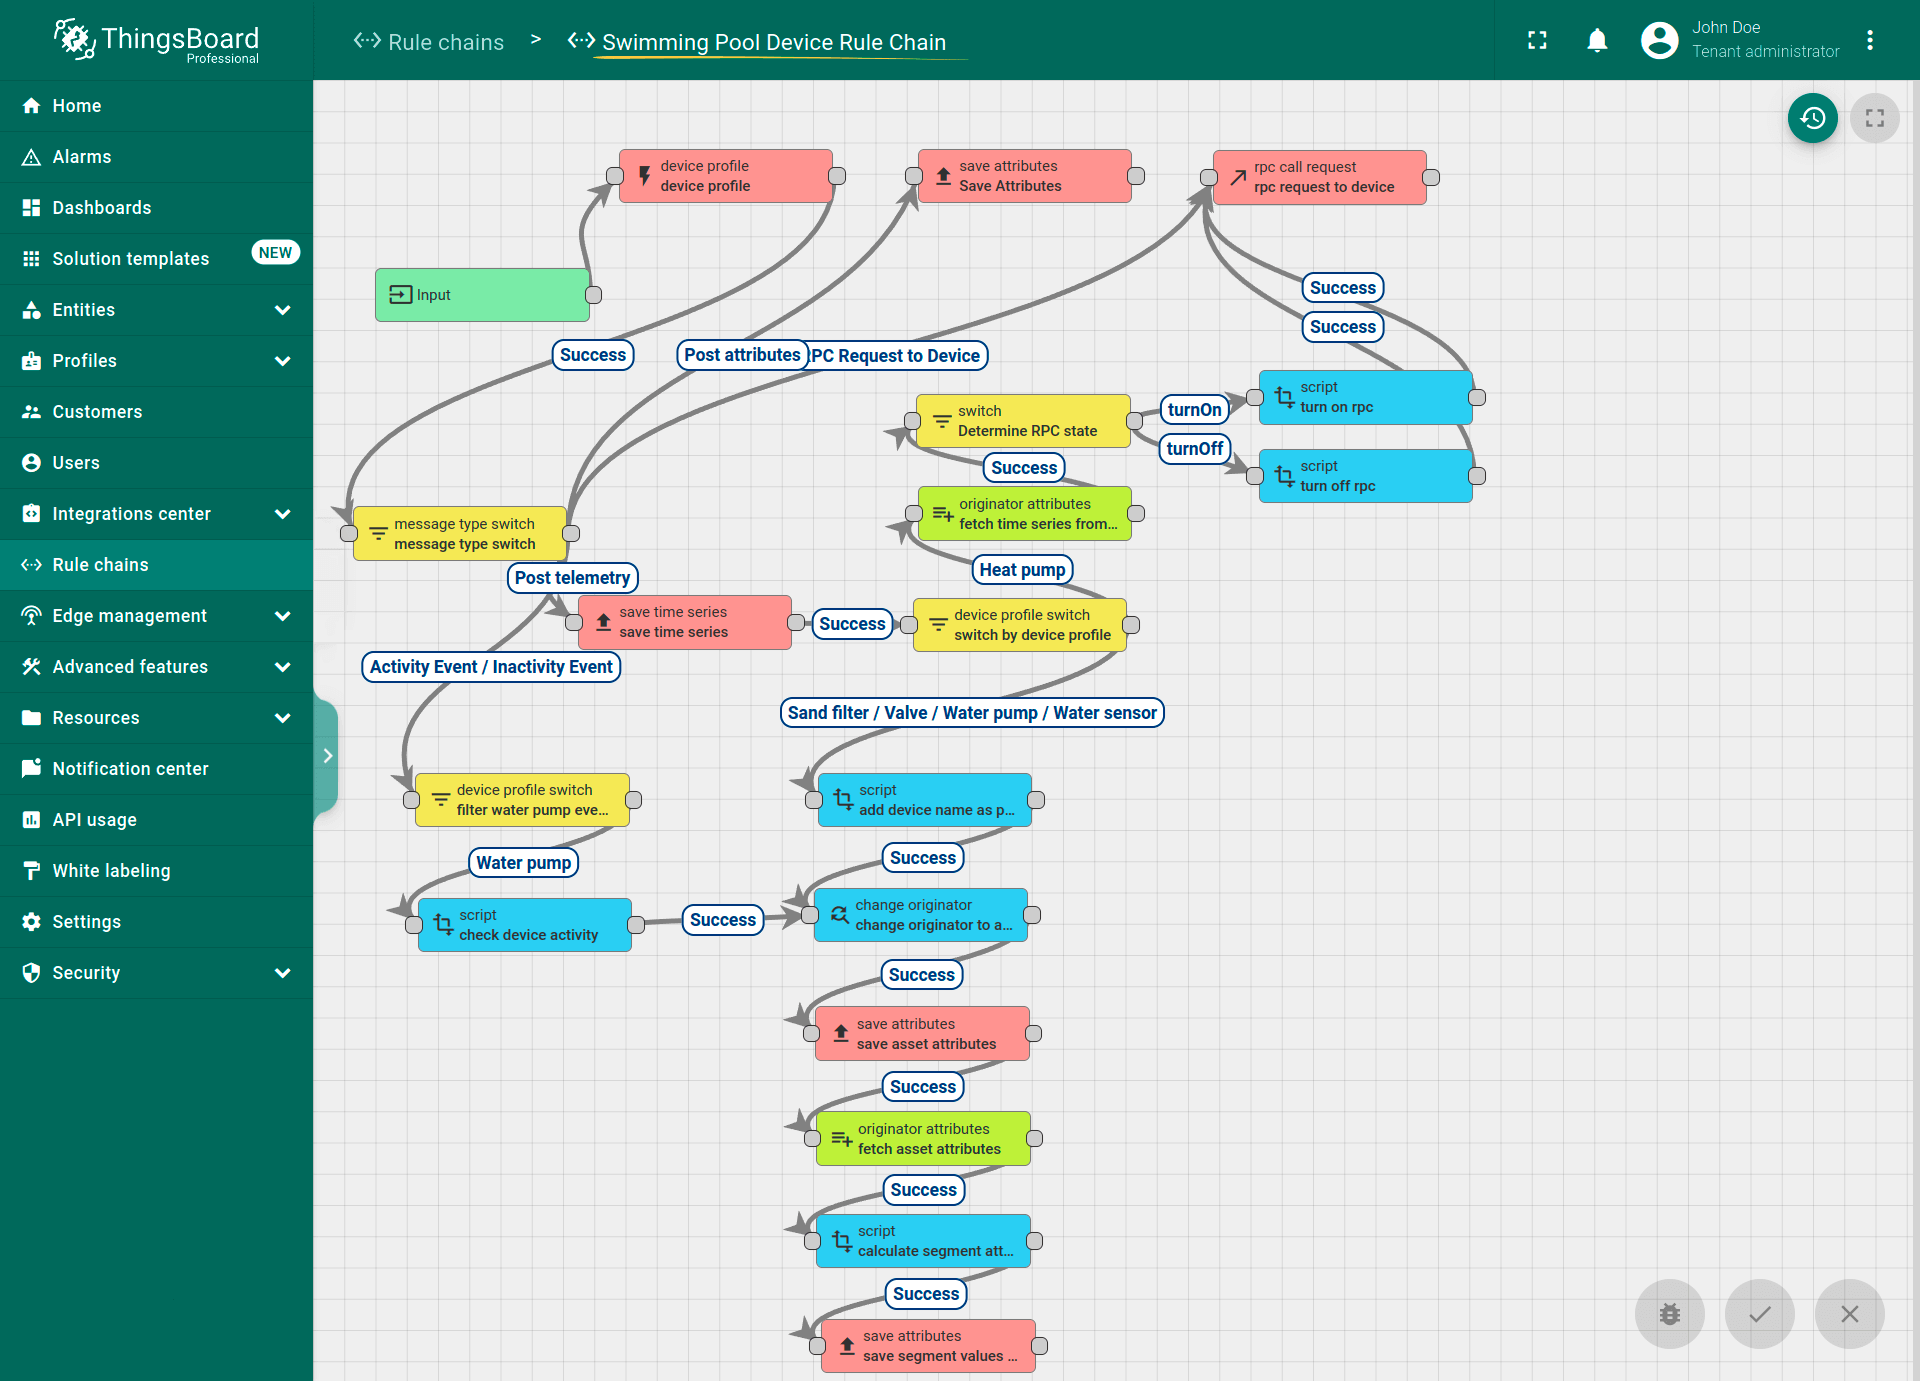 ThingsBoard
Professional
Rule chains
>
Swimming Pool Device Rule Chain
John Doe
Tenant administrator
Home
Alarms
Dashboards
Solution templates
NEW
Entities
Profiles
Customers
Users
Integrations center
Rule chains
Edge management
Advanced features
Resources
Notification center
API usage
White labeling
Settings
Security
device profile
device profile
save attributes
Save Attributes
rpc call request
rpc request to device
Input
Success
Success
Success
Post attributes
PC Request to Device
switch
Determine RPC state
turnOn
turnOff
script
turn on rpc
script
turn off rpc
Success
originator attributes
fetch time series from...
message type switch
message type switch
Heat pump
Post telemetry
save time series
save time series
Success
device profile switch
switch by device profile
Activity Event / Inactivity Event
Sand filter / Valve / Water pump / Water sensor
device profile switch
filter water pump eve...
script
add device name as p...
Water pump
Success
script
check device activity
Success
change originator
change originator to a...
Success
save attributes
save asset attributes
Success
originator attributes
fetch asset attributes
Success
script
calculate segment att...
Success
save attributes
save segment values ...